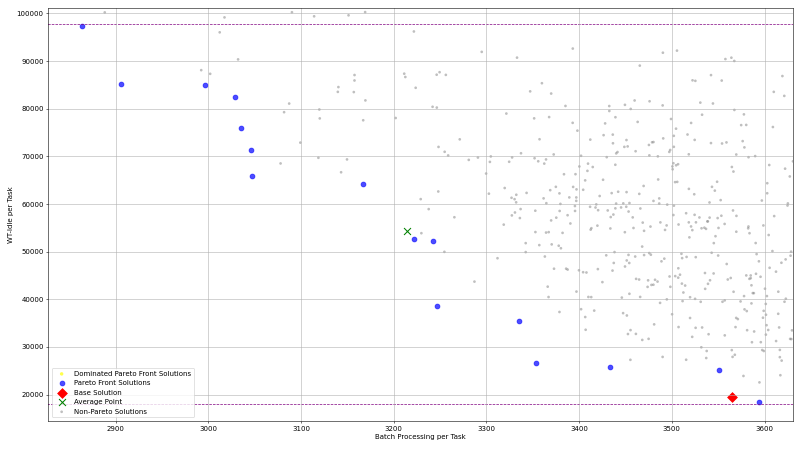 100000
90000
80000
70000
60000
50000
40000
30000
20000
WT-Idle per Task
Dominated Pareto Front Solutions
Pareto Front Solutions
Base Solution
Average Point
Non-Pareto Solutions
2900 3000 3100 3200 3300 3400 3500 3600
Batch Processing per Task